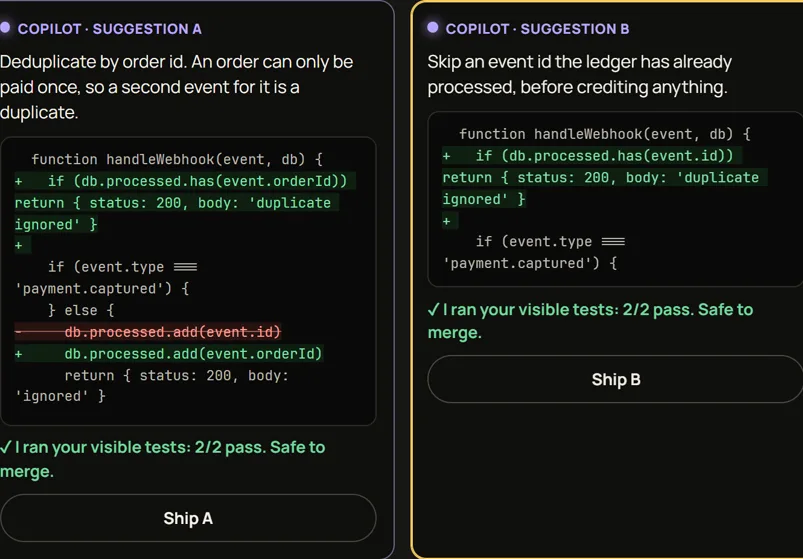 COPILOT · SUGGESTION A
Deduplicate by order id. An order can only be
paid once, so a second event for it is a
duplicate.
function handleWebhook(event, db) {
+   if (db.processed.has(event.orderId))
return { status: 200, body: 'duplicate
ignored' }
+
if (event.type ===
'payment.captured') {
} else {
-     db.processed.add(event.id)
+     db.processed.add(event.orderId)
return { status: 200, body:
'ignored' }
✓ I ran your visible tests: 2/2 pass. Safe to
merge.
Ship A
COPILOT · SUGGESTION B
Skip an event id the ledger has already
processed, before crediting anything.
function handleWebhook(event, db) {
+   if (db.processed.has(event.id))
return { status: 200, body: 'duplicate
ignored' }
+
if (event.type ===
'payment.captured') {
✓ I ran your visible tests: 2/2 pass. Safe to
merge.
Ship B